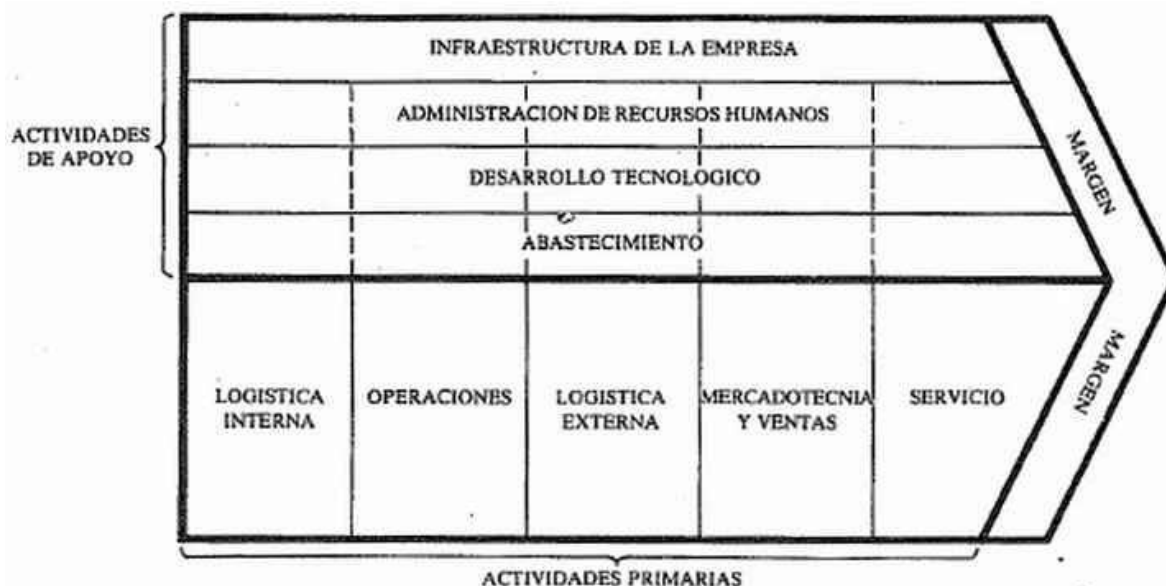 INFRAESTRUCTURA DE LA EMPRESA
ADMINISTRACION DE RECURSOS HUMANOS
ACTIVIDADES
DE APOYO
DESARROLLO TECNOLOGICO
ABASTECIMIENTO
MARGEN
LOGISTICA
INTERNA
OPERACIONES
LOGISTICA
EXTERNA
MERCADOTECNIA
Y VENTAS
SERVICIO
MARGEN
ACTIVIDADES PRIMARIAS